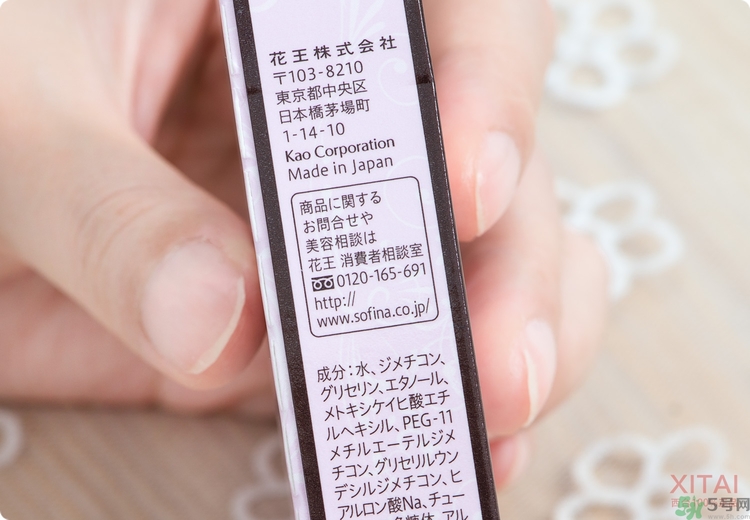 花王株式会社
〒103-8210
東京都中央区
日本橋茅場町
1-14-10
Kao Corporation
Made in Japan
商品に関する
お問合せや
美容相談は
花王 消費者相談室
0120-165-691
http://
www.sofina.co.jp/
成分：水、ジメチコン、
グリセリン、エタノール、
メトキシケイヒ酸エチ
ルヘキシル、PEG-11
メチルエーテルジメ
チコン、グリセリルウン
デシルジメチコン、ヒ
アルロン酸Na、チュー
糖体、アル
XITAI
5号网